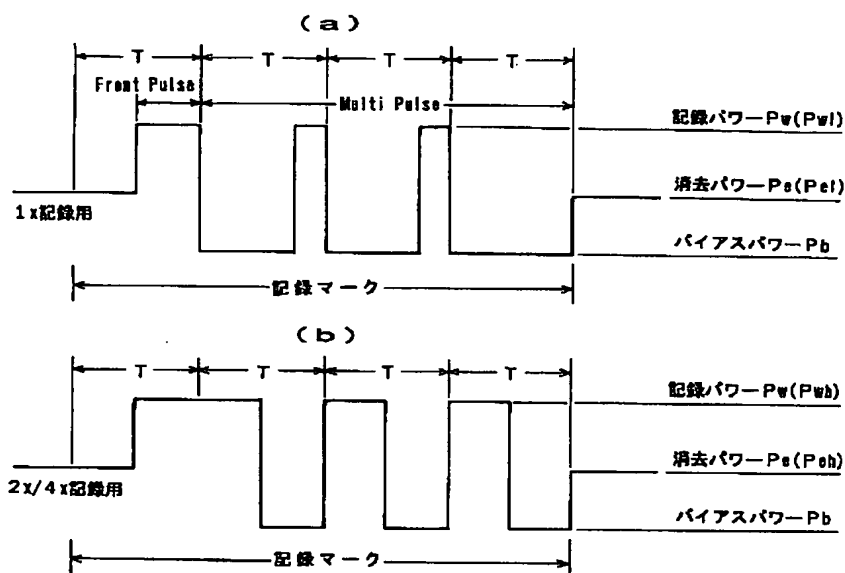 (a)
T T T T
Front Pulse
Multi Pulse
記録パワーPw(Pwl)
消去パワーPe(Pel)
1x記録用
バイアスパワーPb
記録マーク
(b)
T T T T
記録パワーPw(Pwh)
消去パワーPe(Peh)
2x/4x記録用
バイアスパワーPb
記録マーク